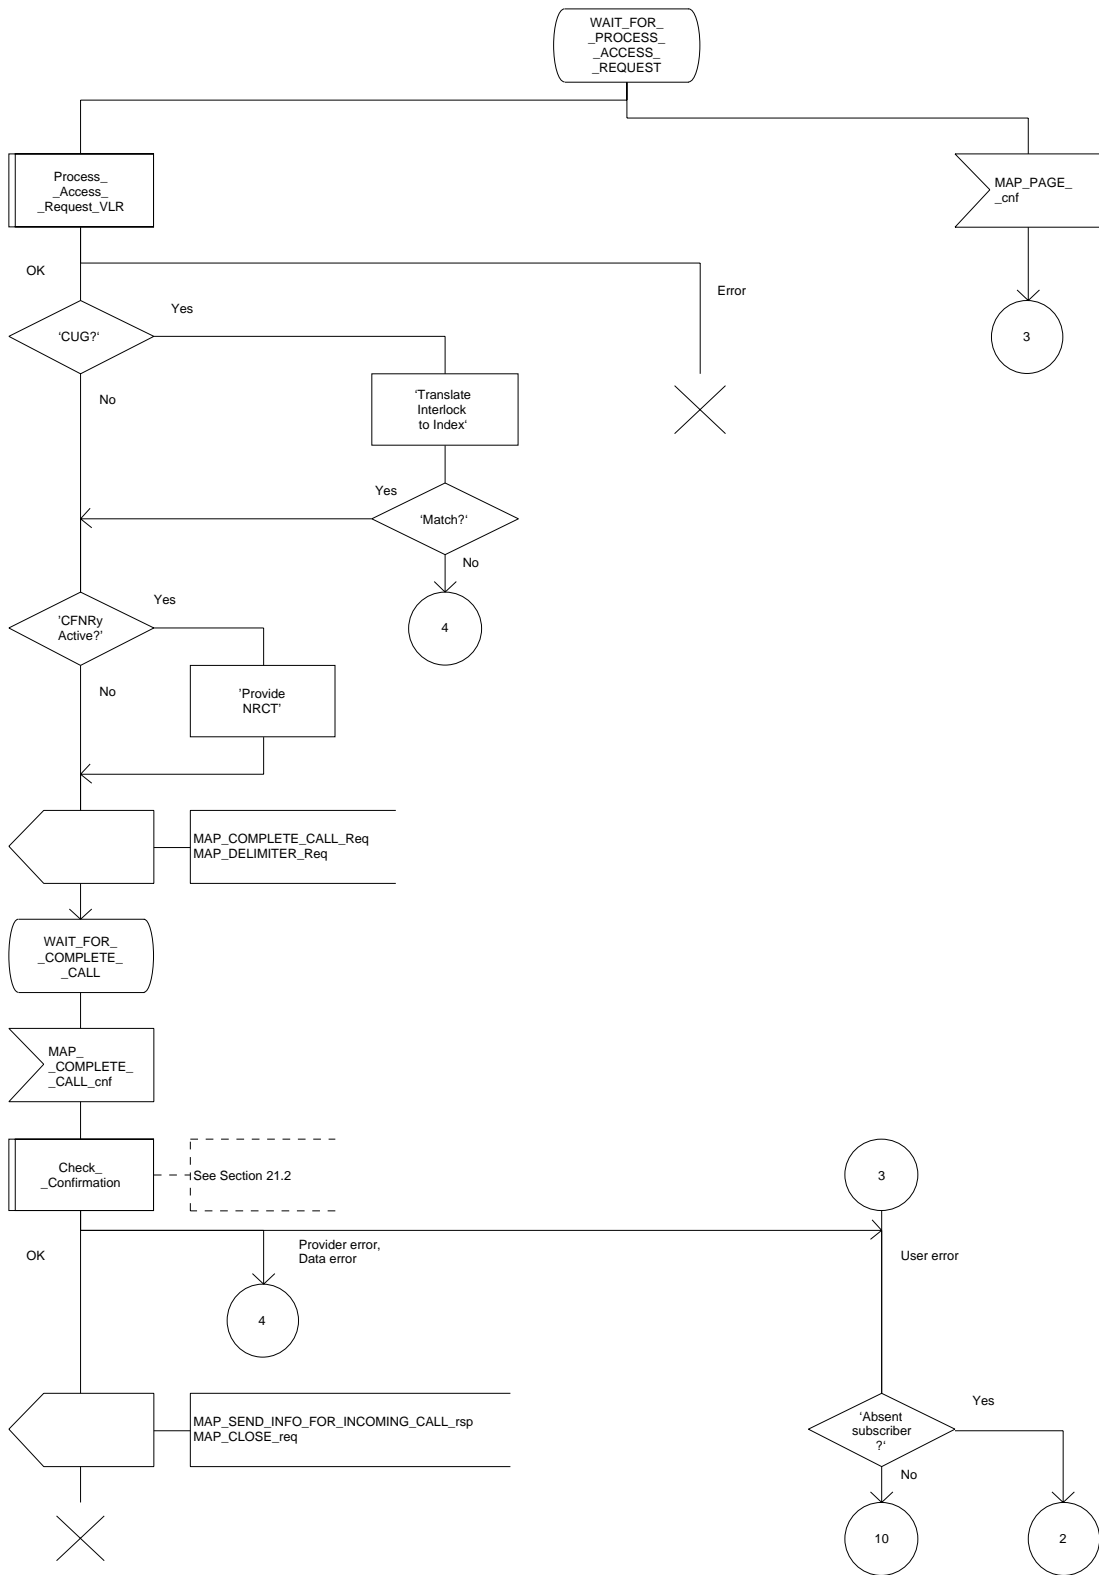 WAIT_FOR_
_PROCESS_
_ACCESS_
_REQUEST
Process_
_Access_
_Request_VLR
MAP_PAGE_
_cnf
OK
Error
Yes
‘CUG?‘
3
No
‘Translate
Interlock
to Index‘
Yes
‘Match?‘
No
Yes
’CFNRy
Active?’
4
No
’Provide
NRCT’
MAP_COMPLETE_CALL_Req
MAP_DELIMITER_Req
WAIT_FOR_
_COMPLETE_
_CALL
MAP_
_COMPLETE_
_CALL_cnf
Check_
_Confirmation
See Section 21.2
3
OK
Provider error,
Data error
User error
4
MAP_SEND_INFO_FOR_INCOMING_CALL_rsp
MAP_CLOSE_req
‘Absent
subscriber
?‘
Yes
No
10
2